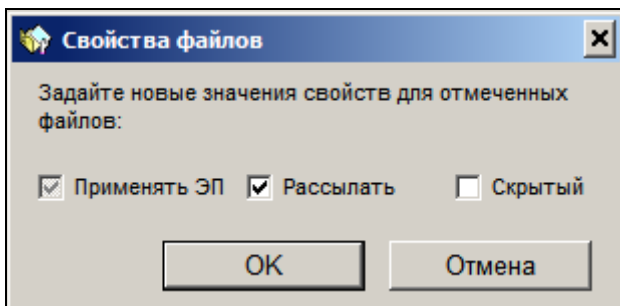 Свойства файлов
Задайте новые значения свойств для отмеченных
файлов:
Применять ЭП Рассылать Скрытый
OK Отмена